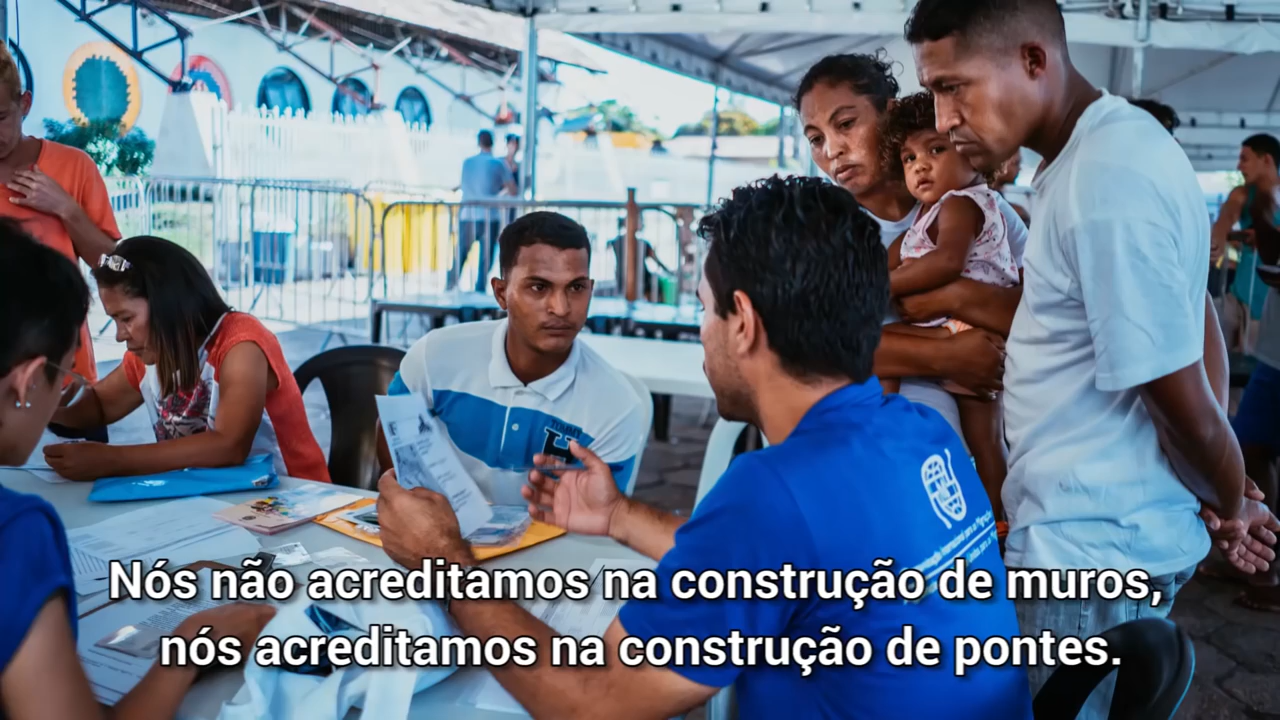 Nós não acreditamos na construção de muros,
nós acreditamos na construção de pontes.